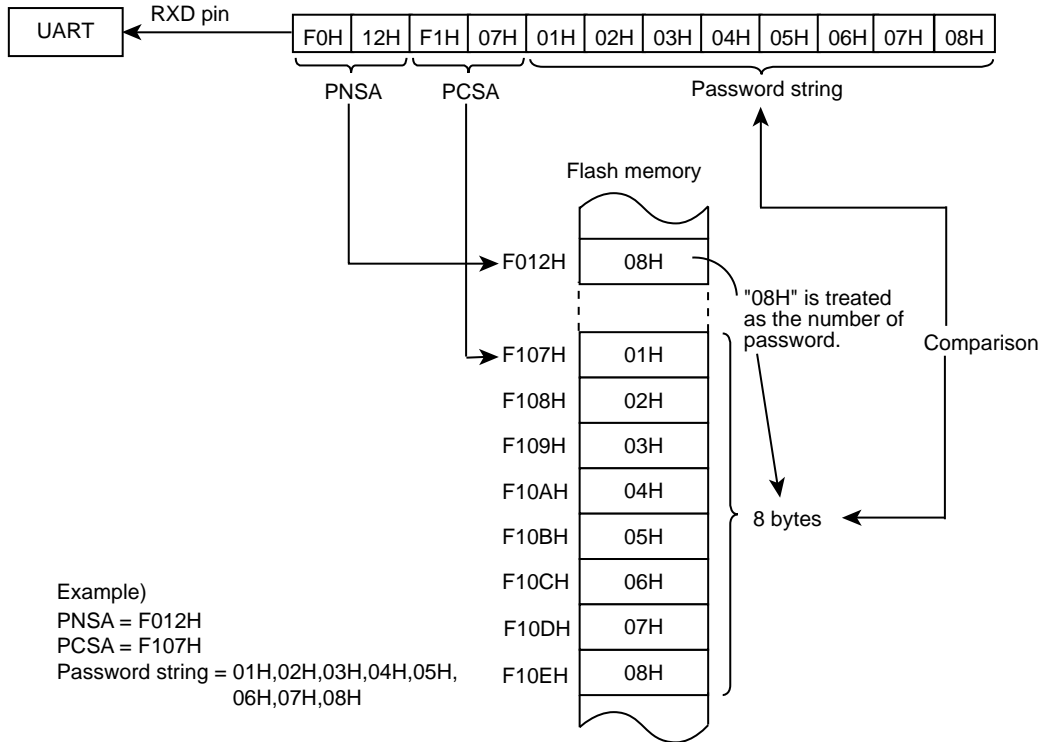 RXD pin
UART
F0H 12H F1H 07H 01H 02H 03H 04H 05H 06H 07H 08H
PNSA
PCSA
Password string
Flash memory
F012H
08H
"08H" is treated
as the number of
password.
Comparison
F107H
01H
F108H
02H
F109H
03H
F10AH
04H
F10BH
05H
F10CH
06H
F10DH
07H
F10EH
08H
8 bytes
Example)
PNSA = F012H
PCSA = F107H
Password string = 01H,02H,03H,04H,05H,
06H,07H,08H